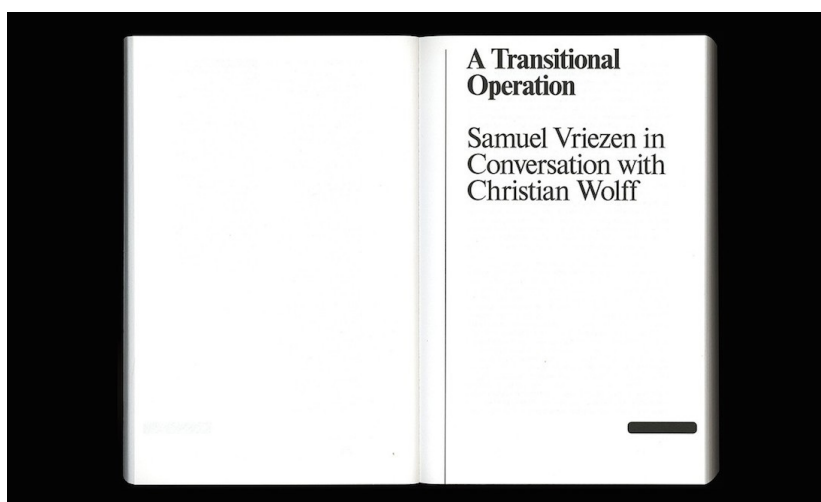 A Transitional
Operation
Samuel Vriezen in
Conversation with
Christian Wolff